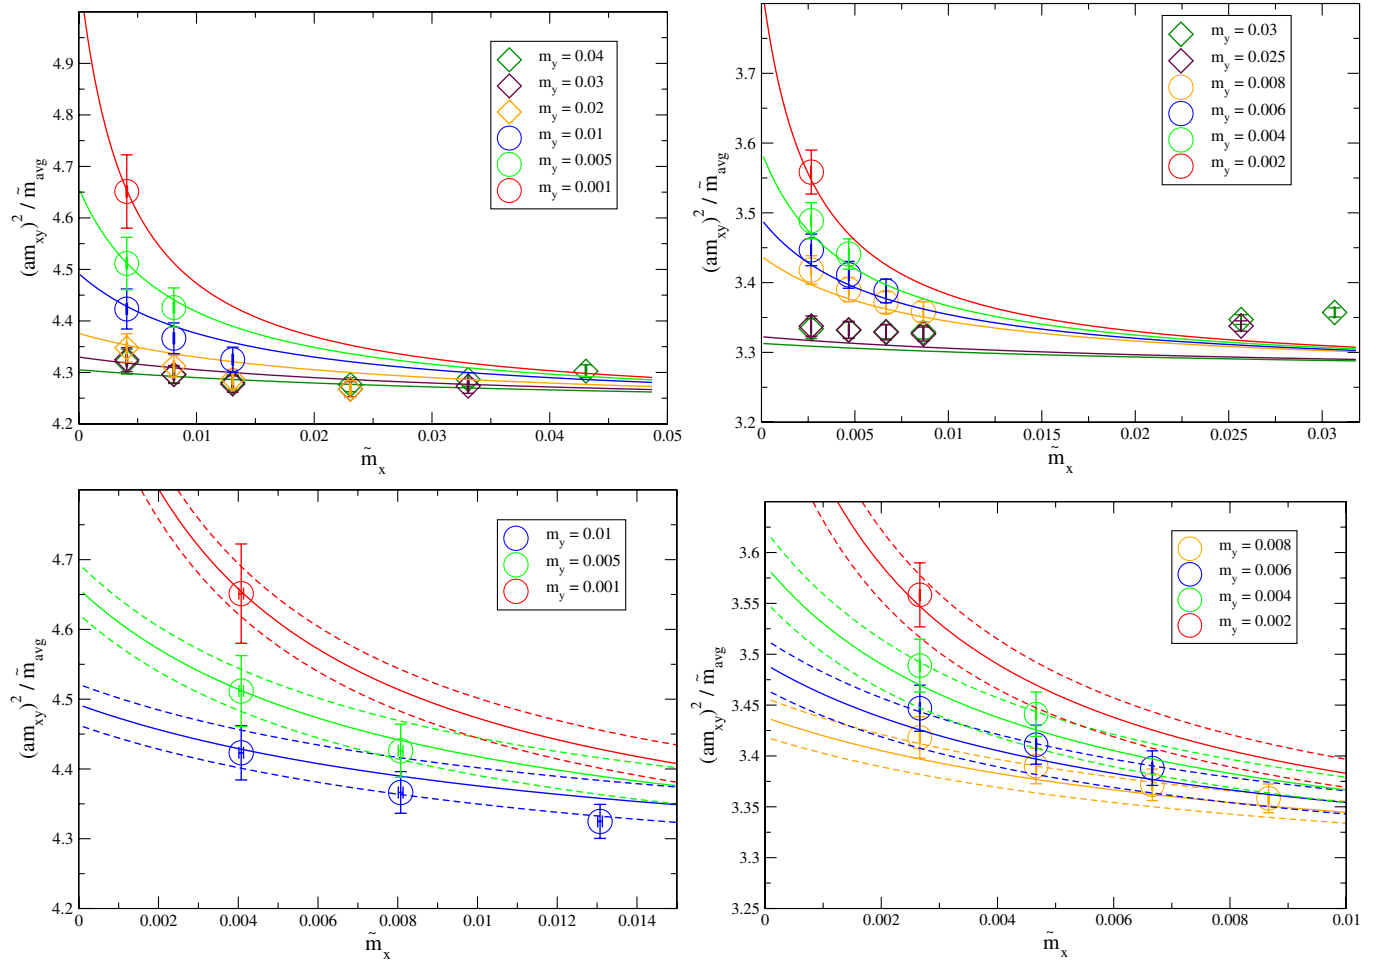 (am_xy)^2 / m̃_avg
4.9
4.8
4.7
4.6
4.5
4.4
4.3
4.2
0
0.01
0.02
0.03
0.04
0.05
m̃_x
m_y = 0.04
m_y = 0.03
m_y = 0.02
m_y = 0.01
m_y = 0.005
m_y = 0.001
(am_xy)^2 / m̃_avg
3.7
3.6
3.5
3.4
3.3
3.2
0
0.005
0.01
0.015
0.02
0.025
0.03
m̃_x
m_y = 0.03
m_y = 0.025
m_y = 0.008
m_y = 0.006
m_y = 0.004
m_y = 0.002
(am_xy)^2 / m̃_avg
4.7
4.6
4.5
4.4
4.3
4.2
0
0.002
0.004
0.006
0.008
0.01
0.012
0.014
m̃_x
m_y = 0.01
m_y = 0.005
m_y = 0.001
(am_xy)^2 / m̃_avg
3.6
3.55
3.5
3.45
3.4
3.35
3.3
3.25
0
0.002
0.004
0.006
0.008
0.01
m̃_x
m_y = 0.008
m_y = 0.006
m_y = 0.004
m_y = 0.002